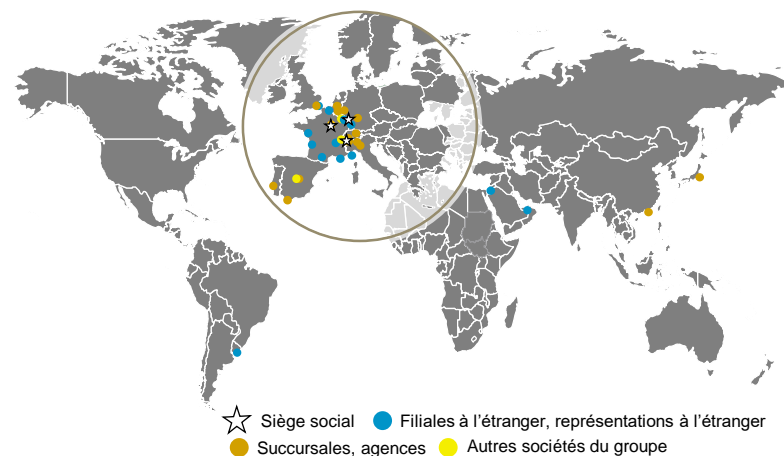 Siège social Filiales à l'étranger, représentations à l'étranger
Succursales, agences Autres sociétés du groupe